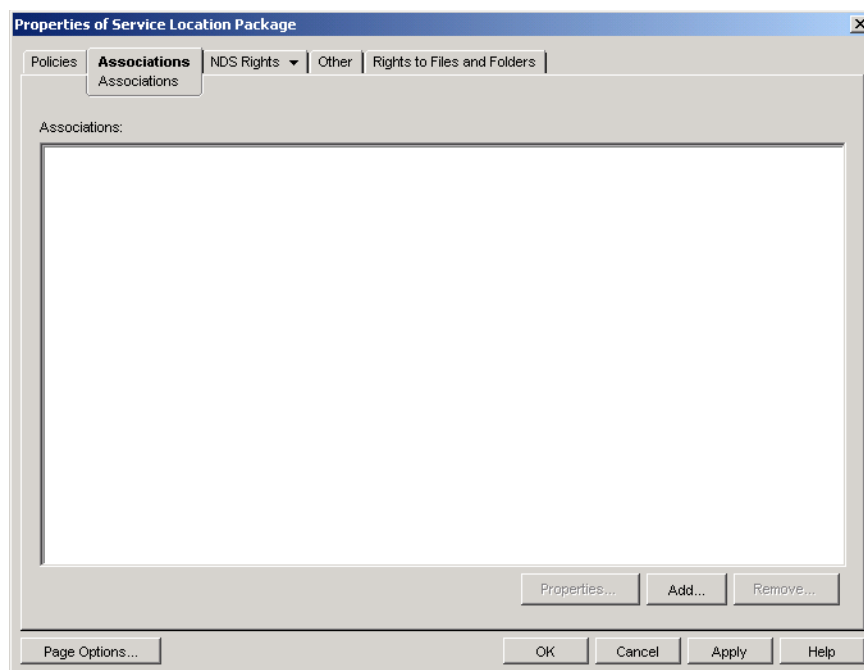 Properties of Service Location Package
Policies Associations NDS Rights Other Rights to Files and Folders
Associations
Associations:
Properties... Add... Remove...
Page Options... OK Cancel Apply Help